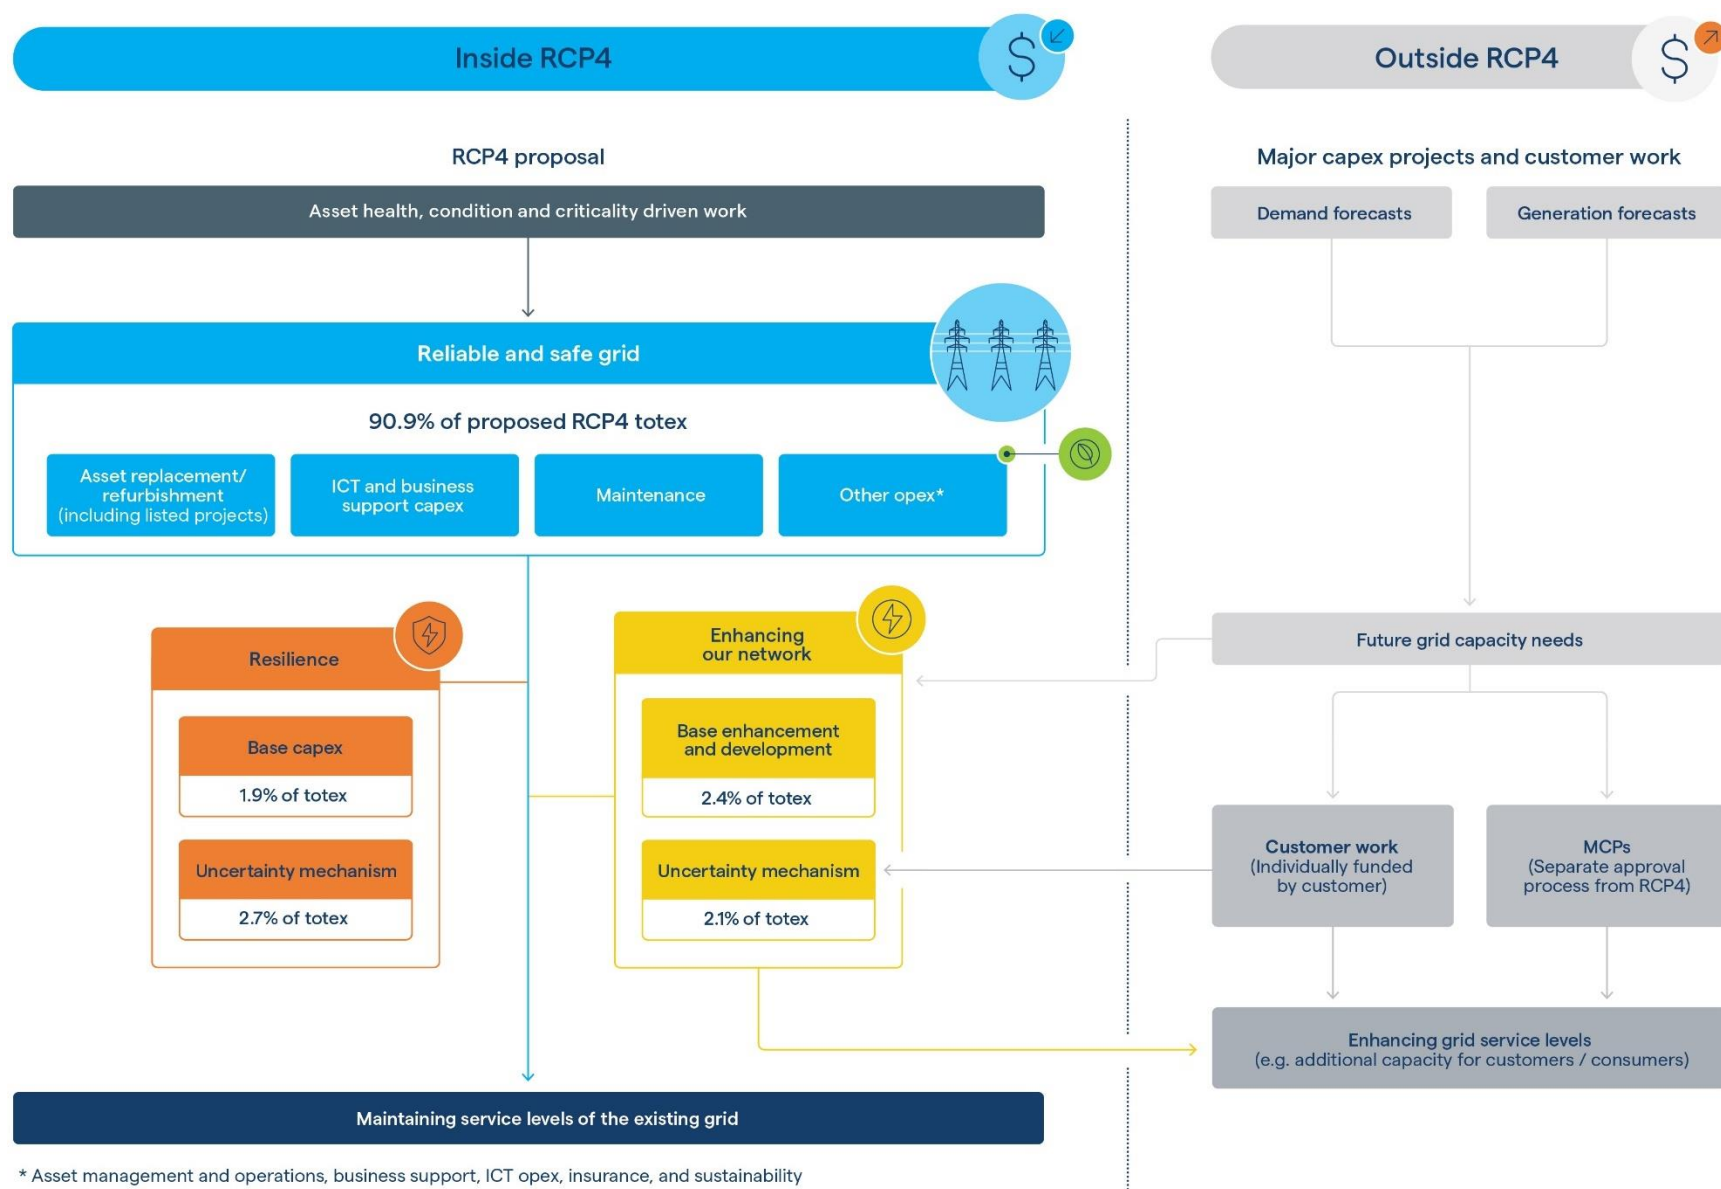 Inside RCP4
$
Outside RCP4
$
RCP4 proposal
Asset health, condition and criticality driven work
Reliable and safe grid
90.9% of proposed RCP4 totex
Asset replacement/
refurbishment
(including listed projects)
ICT and business
support capex
Maintenance
Other opex*
Resilience
Base capex
1.9% of totex
Uncertainty mechanism
2.7% of totex
Enhancing
our network
Base enhancement
and development
2.4% of totex
Uncertainty mechanism
2.1% of totex
Maintaining service levels of the existing grid
* Asset management and operations, business support, ICT opex, insurance, and sustainability
Major capex projects and customer work
Demand forecasts
Generation forecasts
Future grid capacity needs
Customer work
(Individually funded
by customer)
MCPs
(Separate approval
process from RCP4)
Enhancing grid service levels
(e.g. additional capacity for customers / consumers)